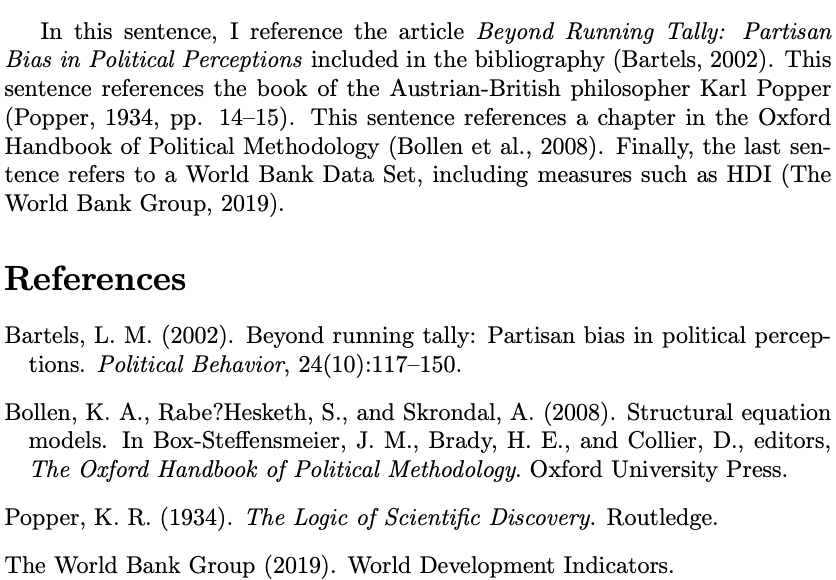 In this sentence, I reference the article Beyond Running Tally: Partisan
Bias in Political Perceptions included in the bibliography (Bartels, 2002). This
sentence references the book of the Austrian-British philosopher Karl Popper
(Popper, 1934, pp. 14–15). This sentence references a chapter in the Oxford
Handbook of Political Methodology (Bollen et al., 2008). Finally, the last sen-
tence refers to a World Bank Data Set, including measures such as HDI (The
World Bank Group, 2019).
References
Bartels, L. M. (2002). Beyond running tally: Partisan bias in political percep-
tions. Political Behavior, 24(10):117–150.
Bollen, K. A., Rabe?Hesketh, S., and Skrondal, A. (2008). Structural equation
models. In Box-Steffensmeier, J. M., Brady, H. E., and Collier, D., editors,
The Oxford Handbook of Political Methodology. Oxford University Press.
Popper, K. R. (1934). The Logic of Scientific Discovery. Routledge.
The World Bank Group (2019). World Development Indicators.